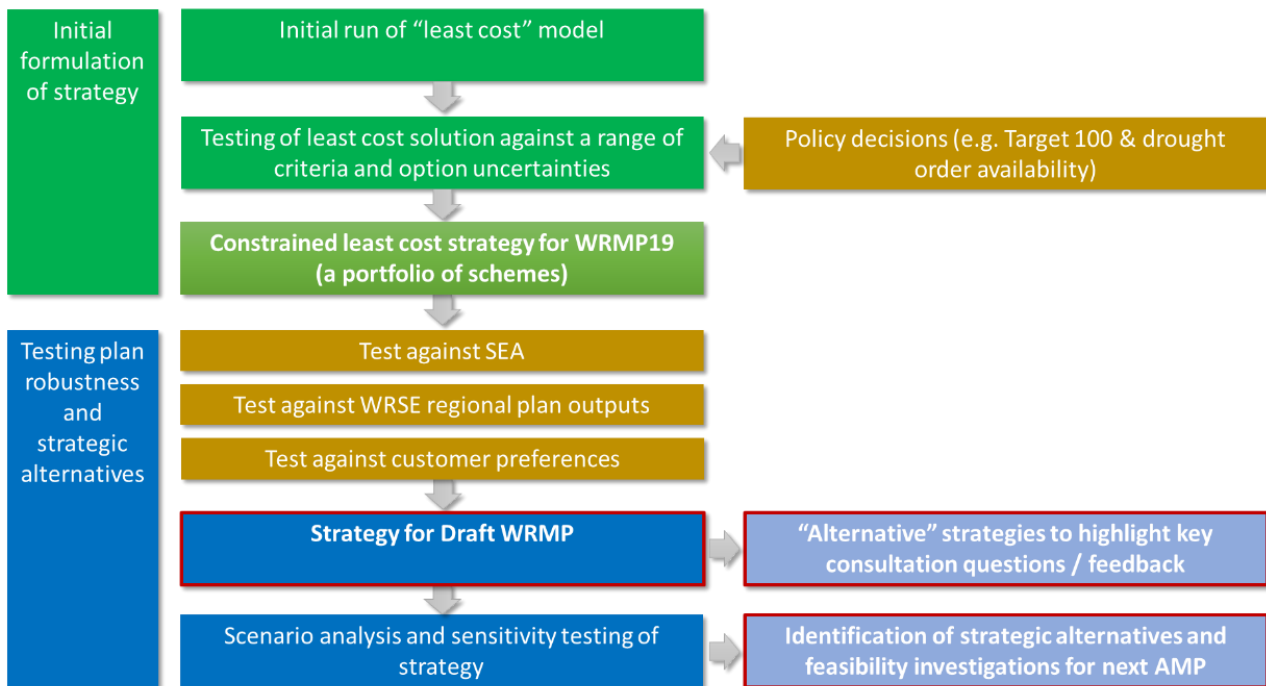 Initial
formulation
of strategy
Initial run of “least cost” model
Testing of least cost solution against a range of
criteria and option uncertainties
Policy decisions (e.g. Target 100 & drought
order availability)
Constrained least cost strategy for WRMP19
(a portfolio of schemes)
Testing plan
robustness
and
strategic
alternatives
Test against SEA
Test against WRSE regional plan outputs
Test against customer preferences
Strategy for Draft WRMP
“Alternative” strategies to highlight key
consultation questions / feedback
Scenario analysis and sensitivity testing of
strategy
Identification of strategic alternatives and
feasibility investigations for next AMP